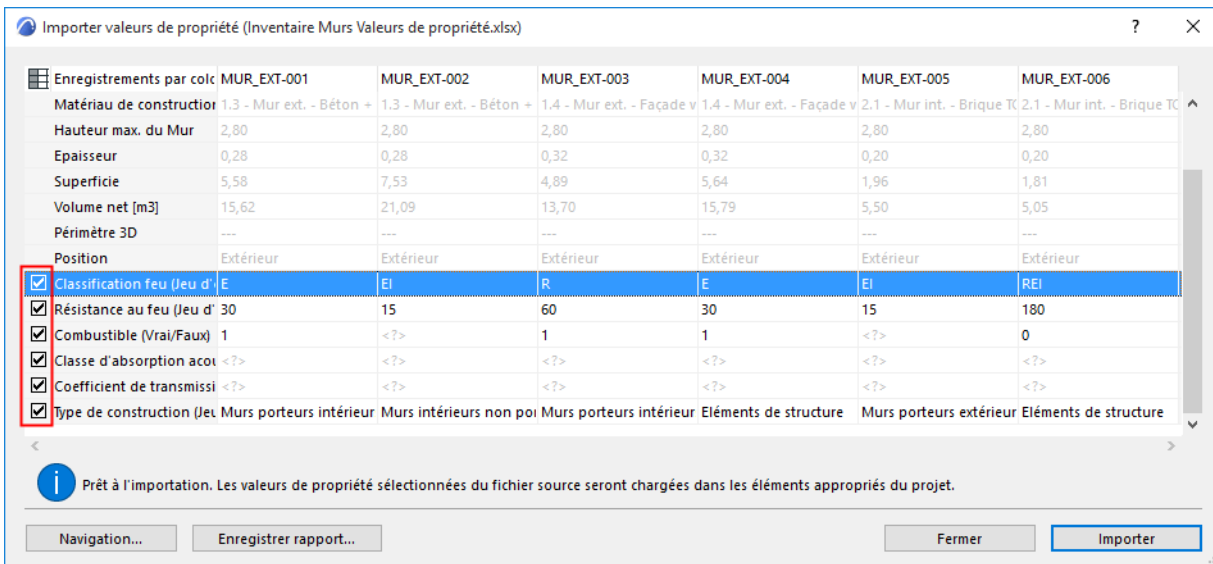 Importer valeurs de propriété (Inventaire Murs Valeurs de propriété.xlsx) ? ✕
Enregistrements par colc MUR_EXT-001 MUR_EXT-002 MUR_EXT-003 MUR_EXT-004 MUR_EXT-005 MUR_EXT-006
Matériau de construction 1.3 - Mur ext. - Béton + 1.3 - Mur ext. - Béton + 1.4 - Mur ext. - Façade v 1.4 - Mur ext. - Façade v 2.1 - Mur int. - Brique TC 2.1 - Mur int. - Brique TC
Hauteur max. du Mur 2,80 2,80 2,80 2,80 2,80 2,80
Epaisseur 0,28 0,28 0,32 0,32 0,20 0,20
Superficie 5,58 7,53 4,89 5,64 1,96 1,81
Volume net [m3] 15,62 21,09 13,70 15,79 5,50 5,05
Périmètre 3D --- --- --- --- --- ---
Position Extérieur Extérieur Extérieur Extérieur Extérieur Extérieur
Classification feu (Jeu d'é E EI R E EI REI
Résistance au feu (Jeu d' 30 15 60 30 15 180
Combustible (Vrai/Faux) 1 <?> 1 1 <?> 0
Classe d'absorption acou <?> <?> <?> <?> <?> <?>
Coefficient de transmissi <?> <?> <?> <?> <?> <?>
Type de construction (Jeu Murs porteurs intérieur Murs intérieurs non por Murs porteurs intérieur Eléments de structure Murs porteurs extérieur Eléments de structure
Prêt à l'importation. Les valeurs de propriété sélectionnées du fichier source seront chargées dans les éléments appropriés du projet.
Navigation... Enregistrer rapport... Fermer Importer